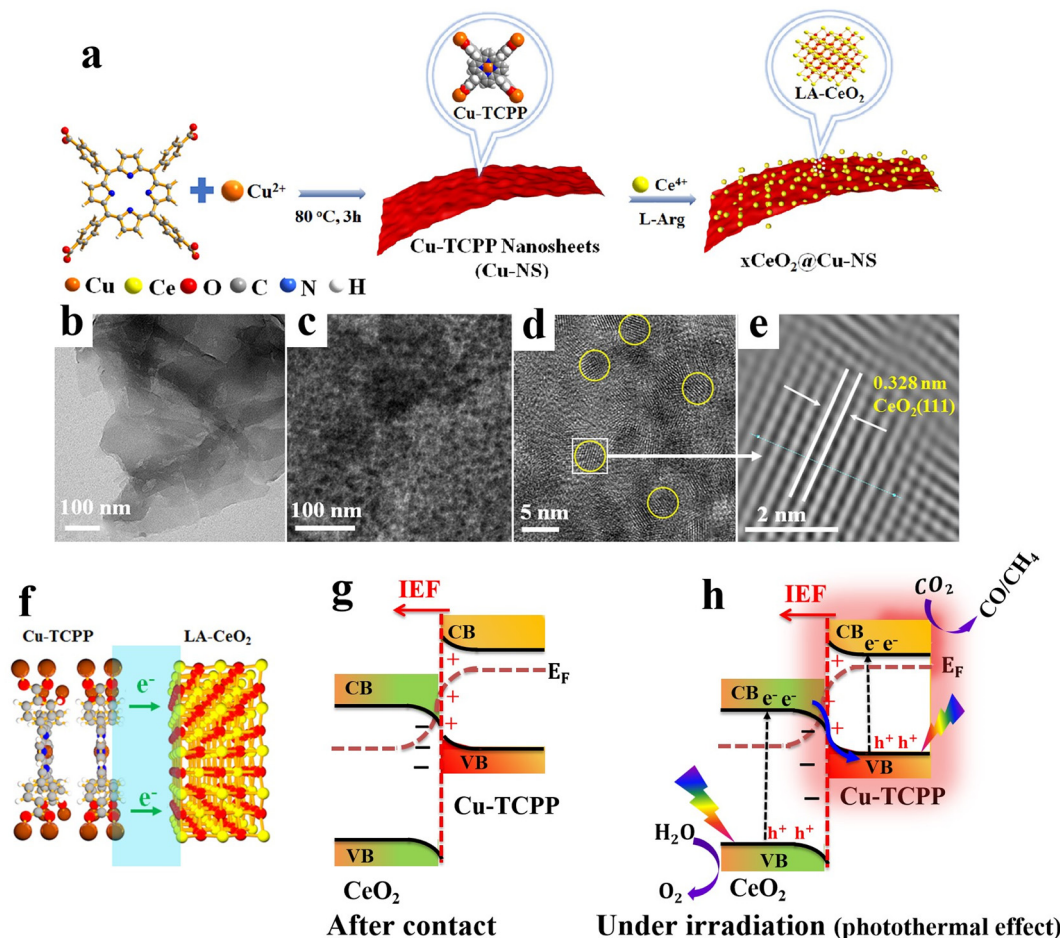 a
Cu-TCPP
LA-CeO₂
Cu²⁺
80 °C, 3h
Ce⁴⁺
L-Arg
Cu-TCPP Nanosheets
(Cu-NS)
xCeO₂@Cu-NS
Cu Ce O C N H
b
100 nm
c
100 nm
d
5 nm
e
0.328 nm
CeO₂(111)
2 nm
f
Cu-TCPP
LA-CeO₂
e⁻
e⁻
g
IEF
CB
+
E_F
+
CB
+
−
−
−
VB
Cu-TCPP
VB
CeO₂
After contact
h
IEF
CO₂
CO/CH₄
CB
e⁻ e⁻
+
E_F
CB
e⁻ e⁻
+
+
−
−
−
h⁺ h⁺
VB
Cu-TCPP
H₂O
h⁺ h⁺
VB
O₂
CeO₂
Under irradiation (photothermal effect)